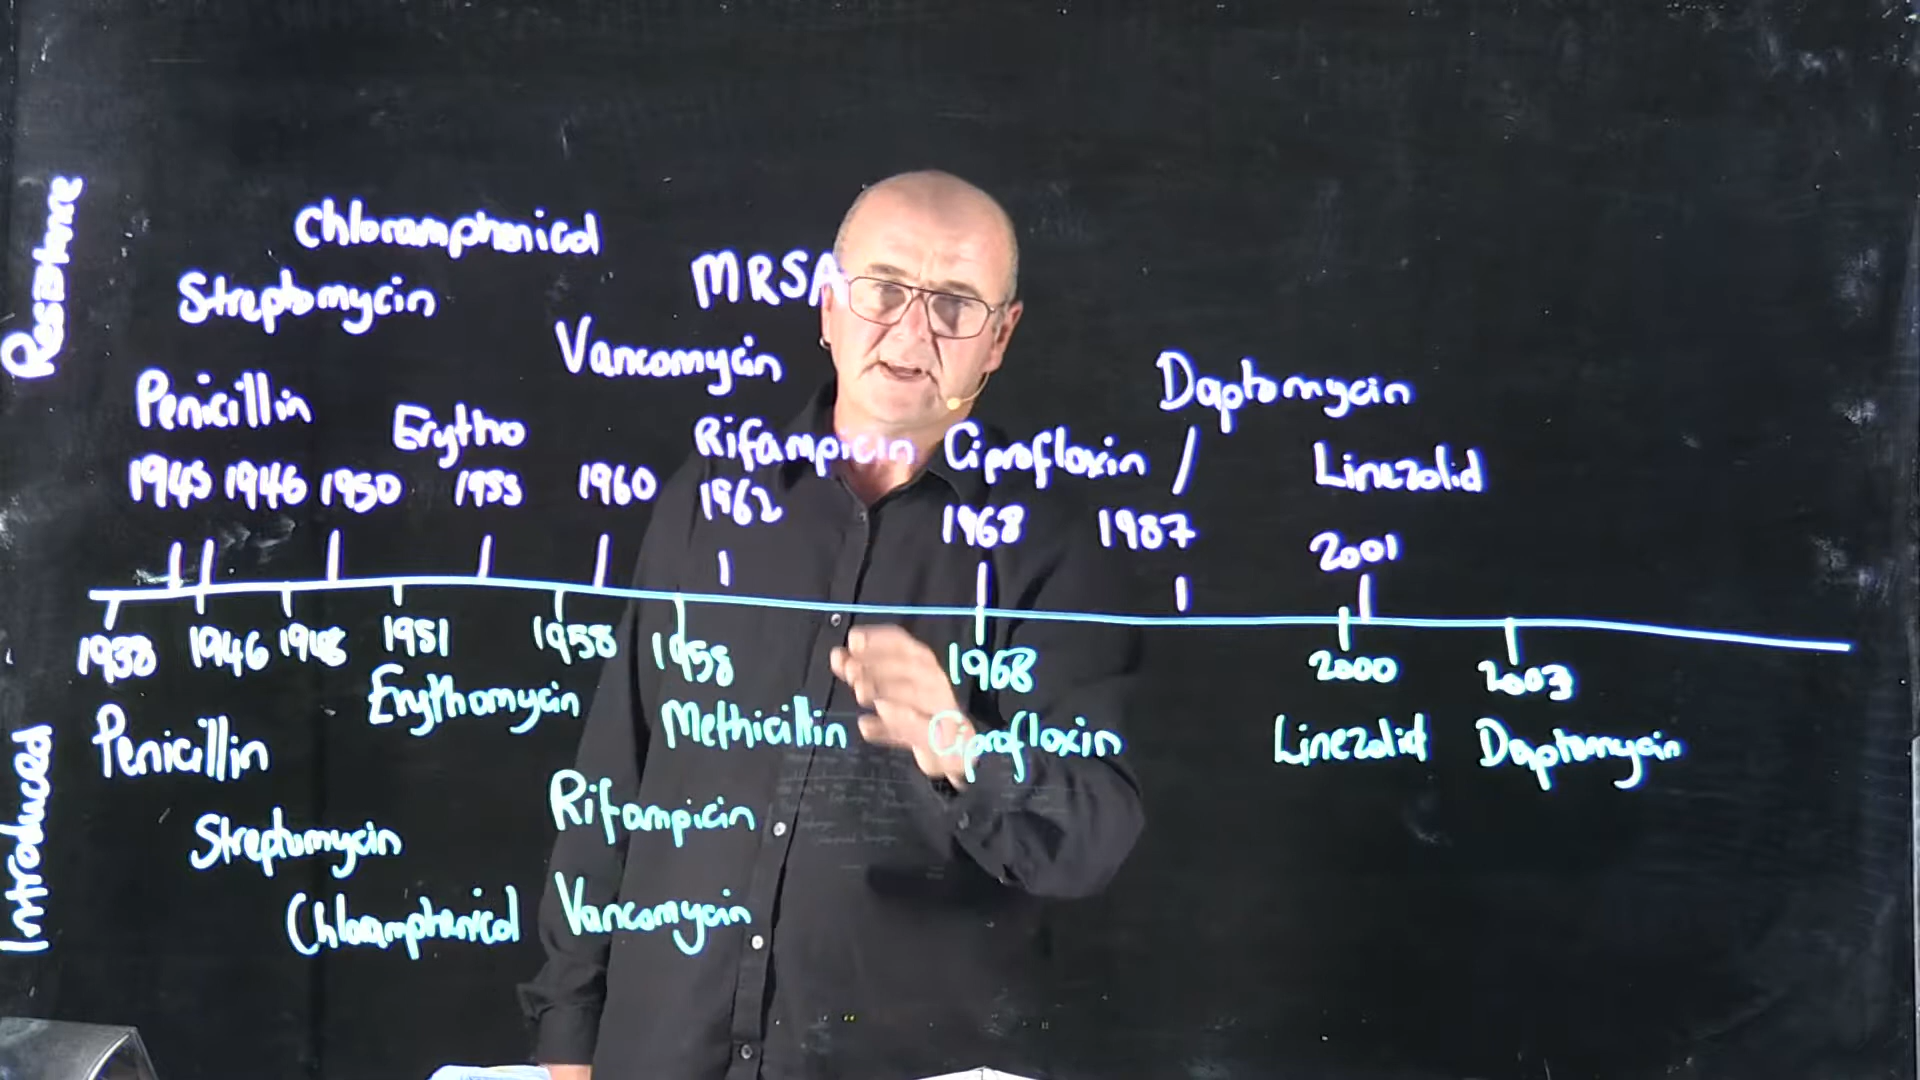 Resistance
Chloramphenicol
Streptomycin
MRSA
Vancomycin
Penicillin
Erytho
Rifampicin
Ciprofloxin
Daptomycin
/
Linezolid
1945 1946 1950 1955 1960 1962 1968 1987 2001
1938 1946 1948 1951 1958 1958 1968 2000 2003
Introduced
Penicillin
Erythomycin
Methicillin
Ciprofloxin
Linezolid
Daptomycin
Streptomycin
Rifampicin
Chloramphenicol
Vancomycin